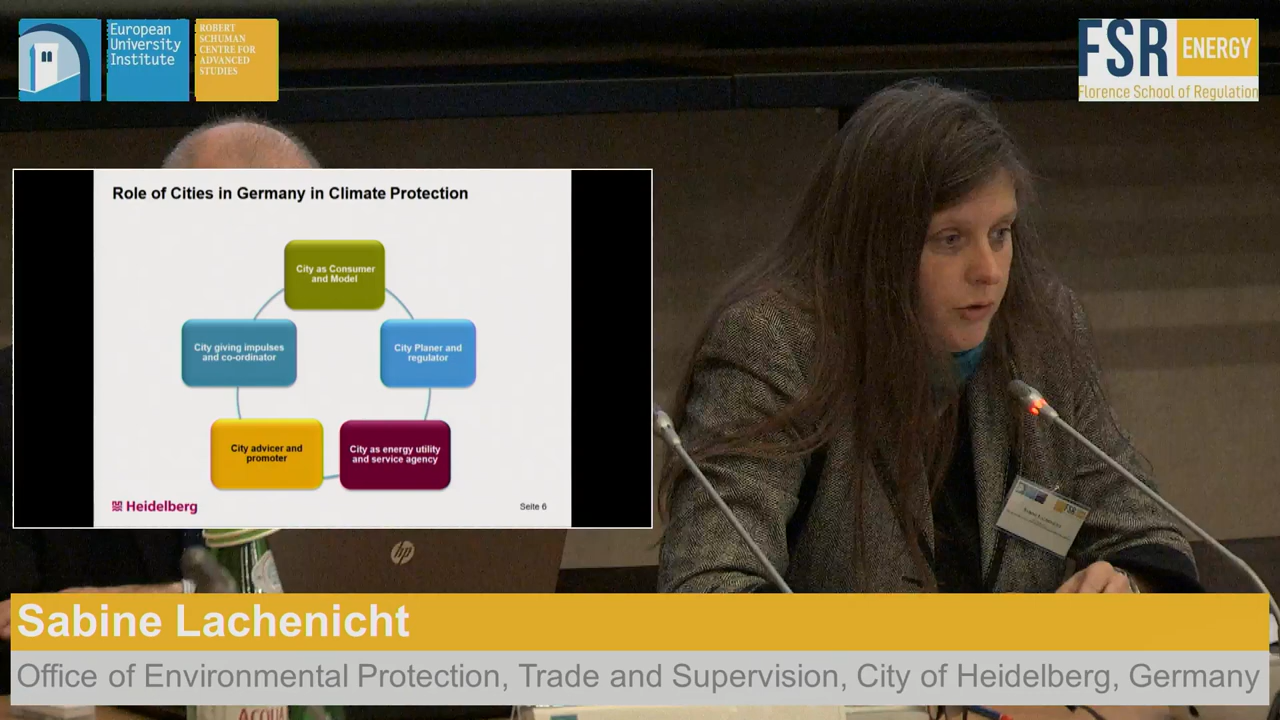 European
University
Institute
ROBERT
SCHUMAN
CENTRE FOR
ADVANCED
STUDIES
FSR ENERGY
Florence School of Regulation
Role of Cities in Germany in Climate Protection
City as Consumer
and Model
City giving impulses
and co-ordinator
City Planer and
regulator
City advicer and
promoter
City as energy utility
and service agency
Heidelberg
Seite 6
hp
FSR
Sabine Lachenicht
Office of Environmental Protection, Trade and Supervision, City of Heidelberg, Germany
ACQUA